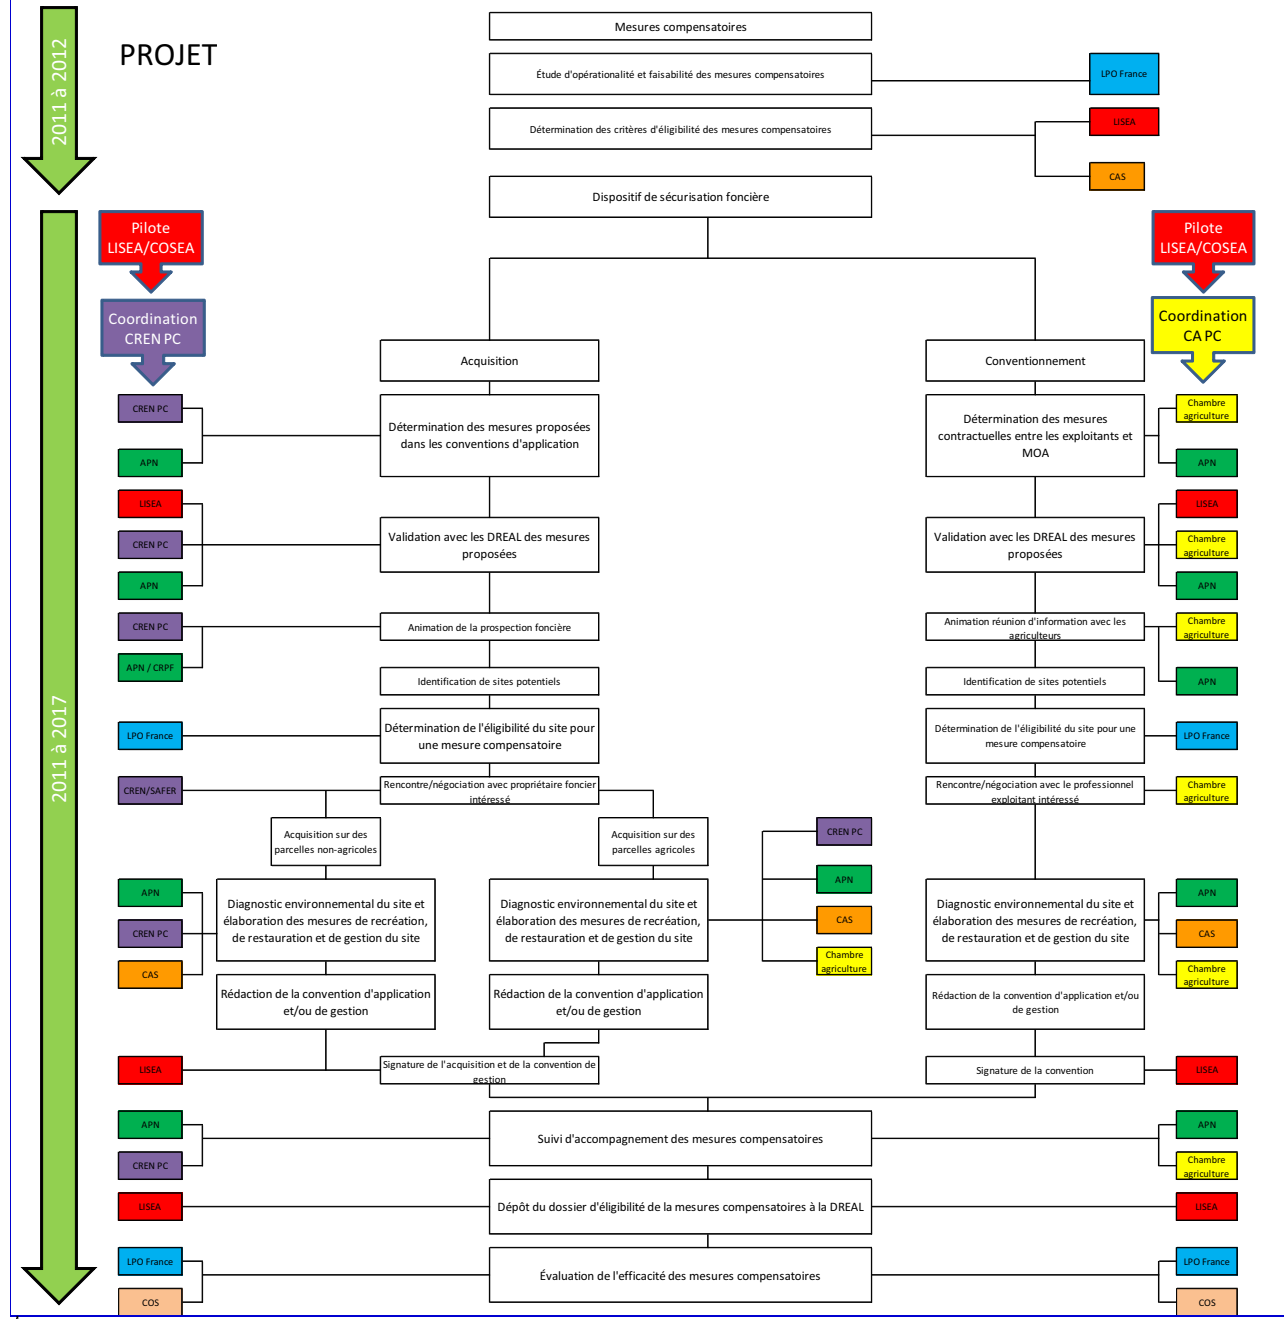 PROJET
2011 à 2012
Mesures compensatoires
Étude d'opérationalité et faisabilité des mesures compensatoires
LPO France
Détermination des critères d'éligibilité des mesures compensatoires
LISEA
CAS
Dispositif de sécurisation foncière
2011 à 2017
Pilote
LISEA/COSEA
Coordination
CREN PC
Pilote
LISEA/COSEA
Coordination
CA PC
Acquisition
Conventionnement
CREN PC
APN
Détermination des mesures proposées
dans les conventions d'application
Détermination des mesures
contractuelles entre les exploitants et
MOA
Chambre
agriculture
APN
LISEA
CREN PC
APN
Validation avec les DREAL des mesures
proposées
Validation avec les DREAL des mesures
proposées
LISEA
Chambre
agriculture
APN
CREN PC
APN / CRPF
Animation de la prospection foncière
Animation réunion d'information avec les
agriculteurs
Chambre
agriculture
APN
Identification de sites potentiels
Identification de sites potentiels
LPO France
Détermination de l'éligibilité du site pour
une mesure compensatoire
Détermination de l'éligibilité du site pour une
mesure compensatoire
LPO France
CREN/SAFER
Rencontre/négociation avec propriétaire foncier
intéressé
Rencontre/négociation avec le professionnel
exploitant intéressé
Chambre
agriculture
Acquisition sur des
parcelles non-agricoles
Acquisition sur des
parcelles agricoles
CREN PC
APN
CAS
Chambre
agriculture
APN
CREN PC
CAS
Diagnostic environnemental du site et
élaboration des mesures de recréation,
de restauration et de gestion du site
Diagnostic environnemental du site et
élaboration des mesures de recréation,
de restauration et de gestion du site
Diagnostic environnemental du site et
élaboration des mesures de recréation,
de restauration et de gestion du site
APN
CAS
Chambre
agriculture
Rédaction de la convention d'application
et/ou de gestion
Rédaction de la convention d'application
et/ou de gestion
Rédaction de la convention d'application et/ou
de gestion
LISEA
Signature de l'acquisition et de la convention de
gestion
Signature de la convention
LISEA
APN
CREN PC
Suivi d'accompagnement des mesures compensatoires
APN
Chambre
agriculture
LISEA
Dépôt du dossier d'éligibilité de la mesures compensatoires à la DREAL
LISEA
LPO France
COS
Évaluation de l'efficacité des mesures compensatoires
LPO France
COS